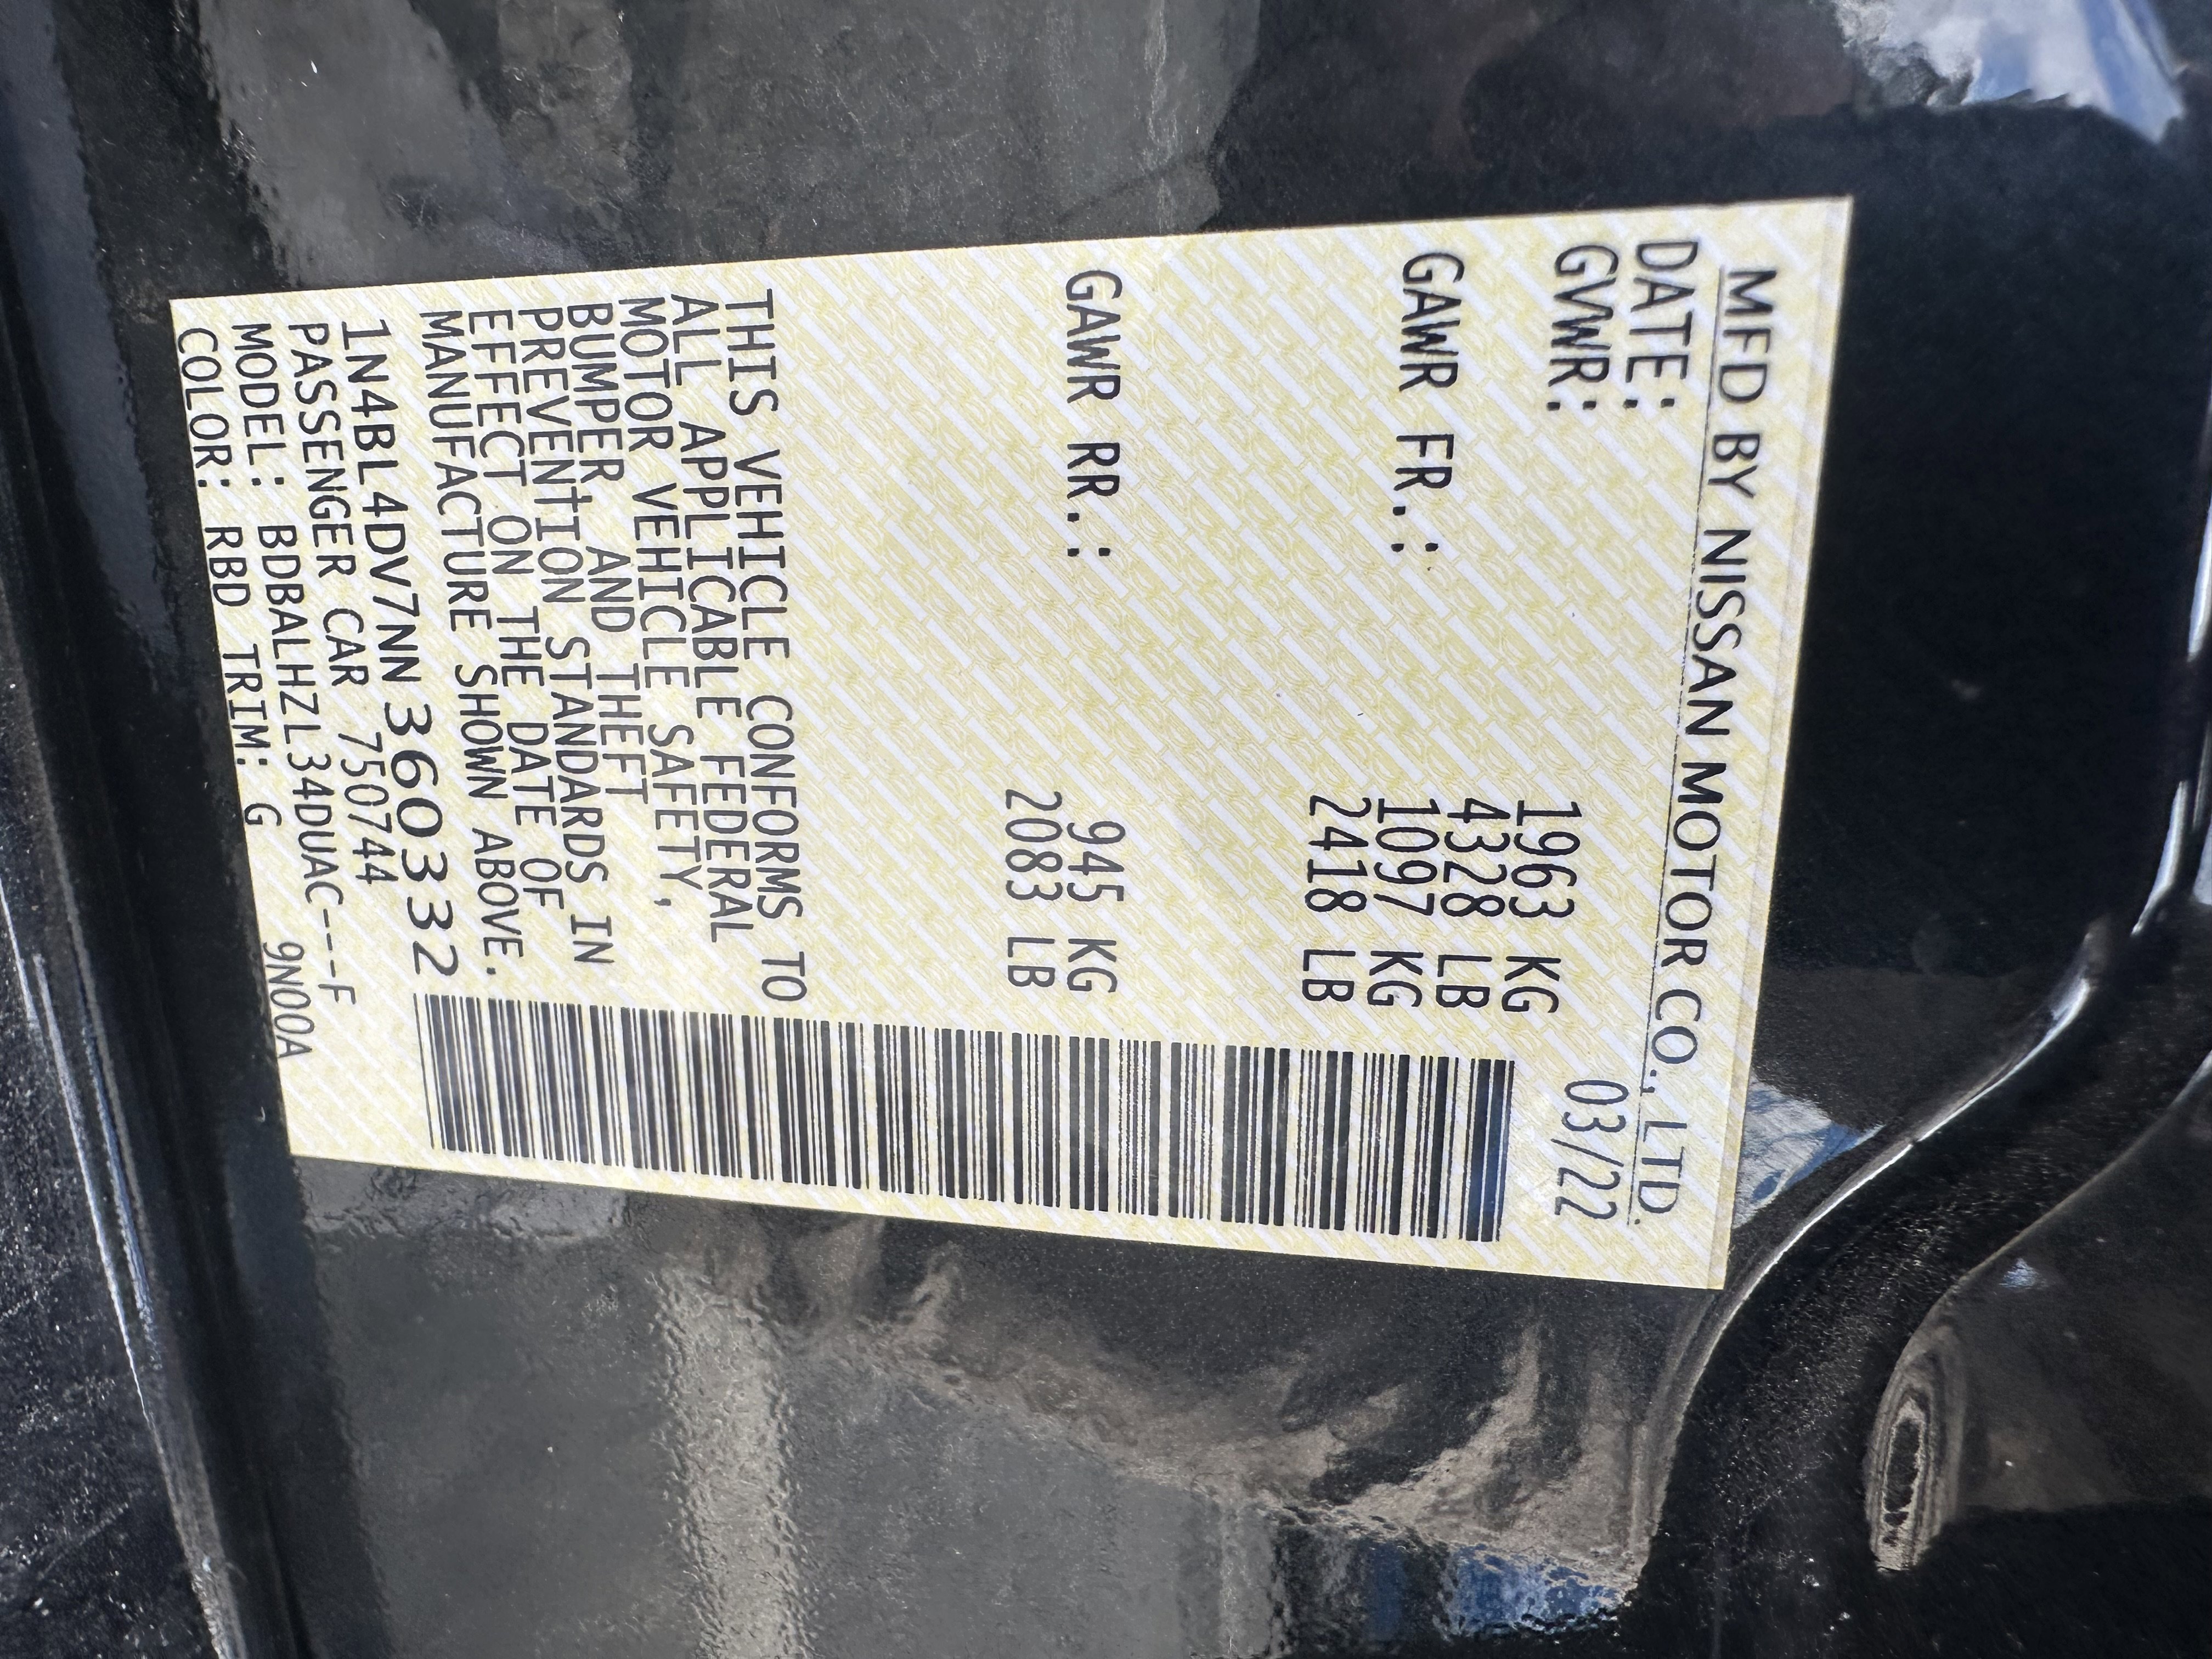 MFD BY NISSAN MOTOR CO., LTD.
DATE: 03/22
GVWR: 1963 KG
4328 LB
GAWR FR.: 1097 KG
2418 LB
GAWR RR.: 945 KG
2083 LB
THIS VEHICLE CONFORMS TO
ALL APPLICABLE FEDERAL
MOTOR VEHICLE SAFETY,
BUMPER, AND THEFT
PREVENTION STANDARDS IN
EFFECT ON THE DATE OF
MANUFACTURE SHOWN ABOVE.
1N4BL4DV7NN360332
PASSENGER CAR 750744
MODEL: BDBALHZL34DUAC---F
COLOR: RBD TRIM: G 9N00A